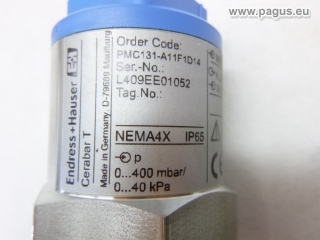 www.pagus.eu
Order Code:
PMC131-A11F1D14
Ser.-No.:
L409EE01052
Tag.No.:
NEMA4X IP65
p
0...400 mbar/
0...40 kPa
Endress+Hauser
Cerabar T
Made in Germany, D-79689 Maulburg